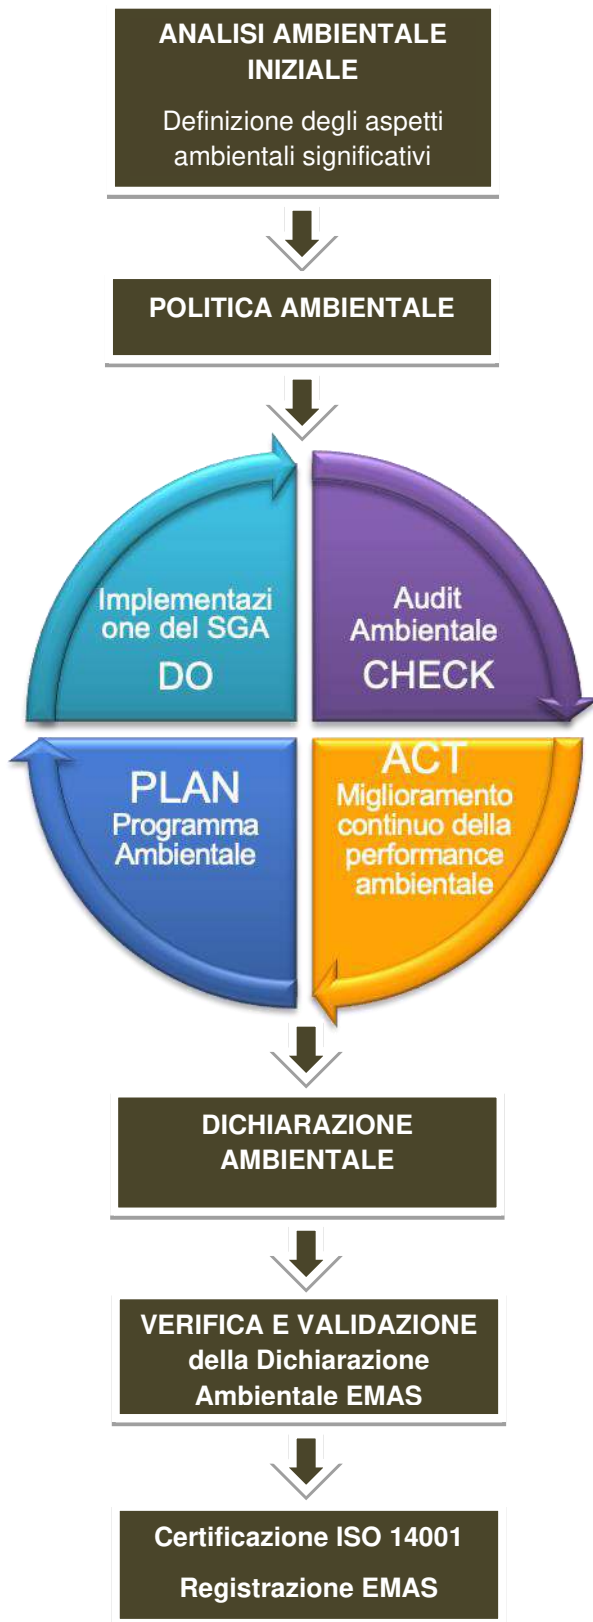 ANALISI AMBIENTALE
INIZIALE
Definizione degli aspetti
ambientali significativi
POLITICA AMBIENTALE
Implementazi
one del SGA
DO
Audit
Ambientale
CHECK
PLAN
Programma
Ambientale
ACT
Miglioramento
continuo della
performance
ambientale
DICHIARAZIONE
AMBIENTALE
VERIFICA E VALIDAZIONE
della Dichiarazione
Ambientale EMAS
Certificazione ISO 14001
Registrazione EMAS